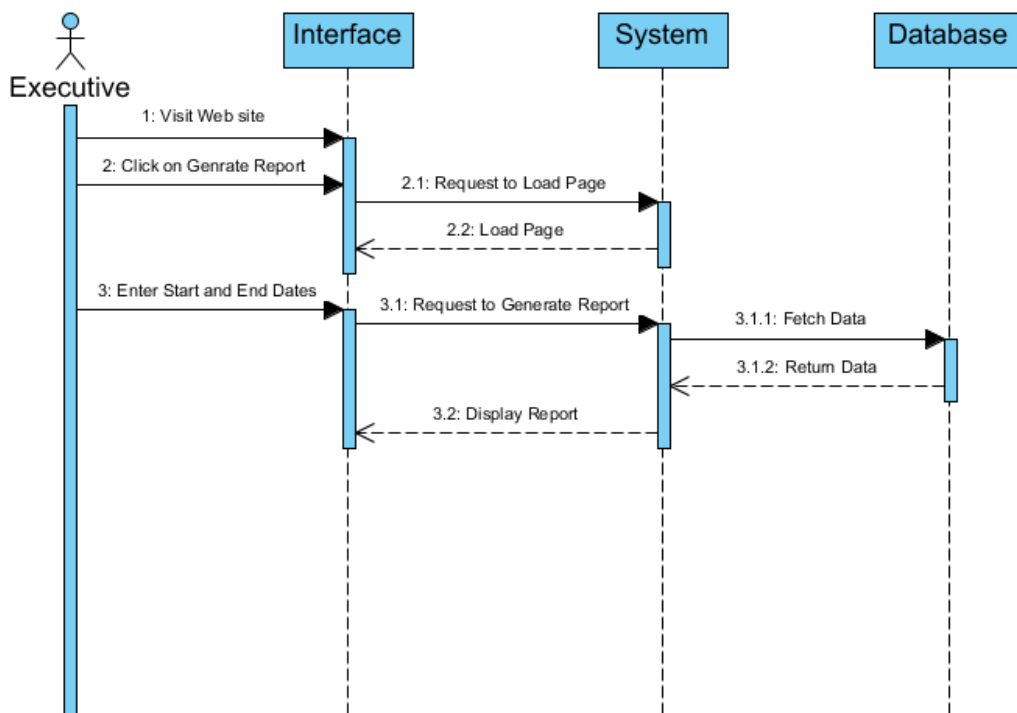 Interface
System
Database
Executive
1: Visit Web site
2: Click on Genrate Report
2.1: Request to Load Page
2.2: Load Page
3: Enter Start and End Dates
3.1: Request to Generate Report
3.1.1: Fetch Data
3.1.2: Return Data
3.2: Display Report